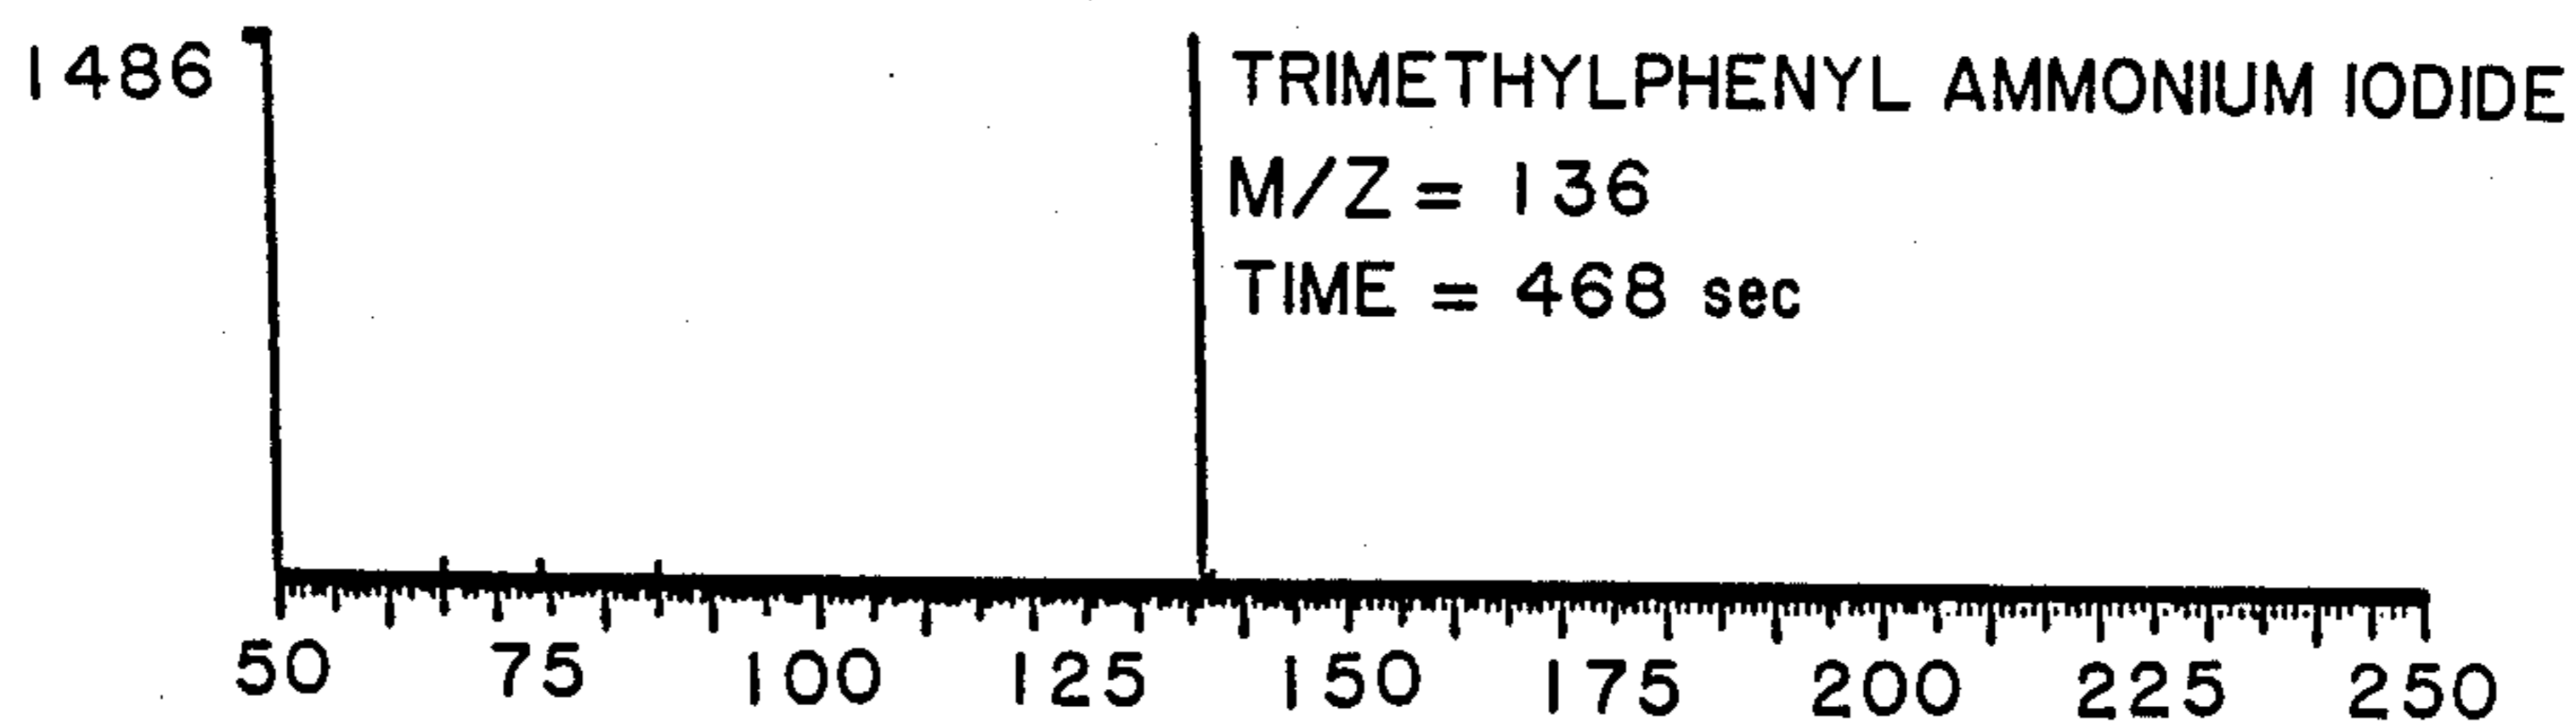 1486
TRIMETHYLPHENYL AMMONIUM IODIDE
M/Z = 136
TIME = 468 sec
50 75 100 125 150 175 200 225 250